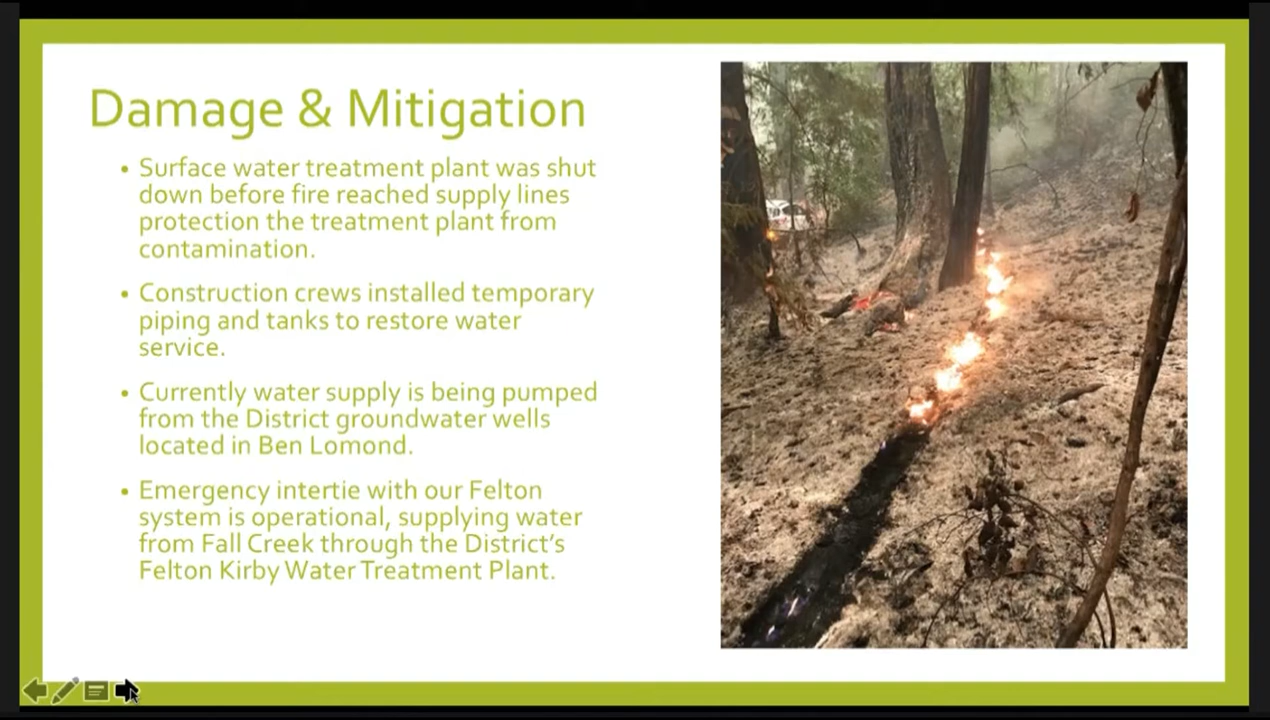 Damage & Mitigation
• Surface water treatment plant was shut
down before fire reached supply lines
protection the treatment plant from
contamination.
• Construction crews installed temporary
piping and tanks to restore water
service.
• Currently water supply is being pumped
from the District groundwater wells
located in Ben Lomond.
• Emergency intertie with our Felton
system is operational, supplying water
from Fall Creek through the District’s
Felton Kirby Water Treatment Plant.